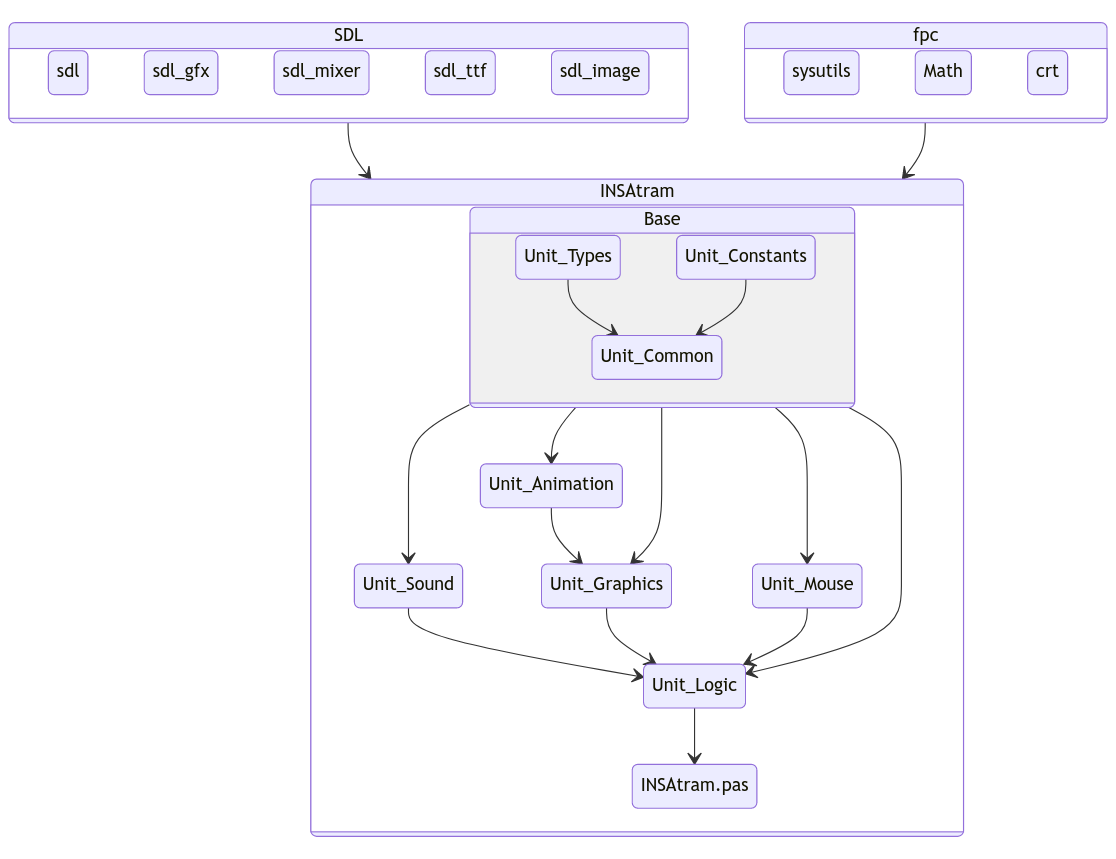 SDL
fpc
sdl
sdl_gfx
sdl_mixer
sdl_ttf
sdl_image
sysutils
Math
crt
INSAtram
Base
Unit_Types
Unit_Constants
Unit_Common
Unit_Animation
Unit_Sound
Unit_Graphics
Unit_Mouse
Unit_Logic
INSAtram.pas